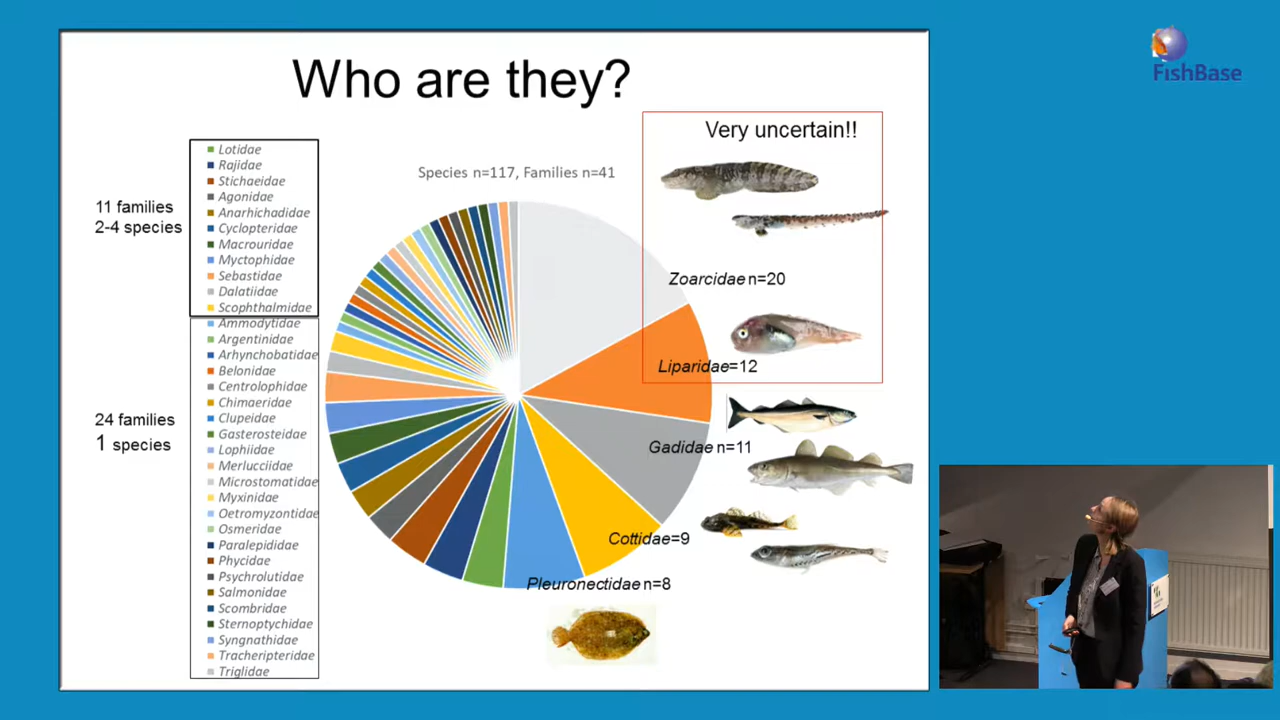 FishBase
Who are they?
Very uncertain!!
Species n=117, Families n=41
11 families
2-4 species
Lotidae
Rajidae
Stichaeidae
Agonidae
Anarhichadidae
Cyclopteridae
Macrouridae
Myctophidae
Sebastidae
Dalatiidae
Scophthalmidae
24 families
1 species
Ammodytidae
Argentinidae
Arhynchobatidae
Belonidae
Centrolophidae
Chimaeridae
Clupeidae
Gasterosteidae
Lophiidae
Merlucciidae
Microstomatidae
Myxinidae
Oetromyzontidae
Osmeridae
Paralepididae
Phycidae
Psychrolutidae
Salmonidae
Scombridae
Sternoptychidae
Syngnathidae
Tracheripteridae
Triglidae
Zoarcidae n=20
Liparidae=12
Gadidae n=11
Cottidae=9
Pleuronectidae n=8